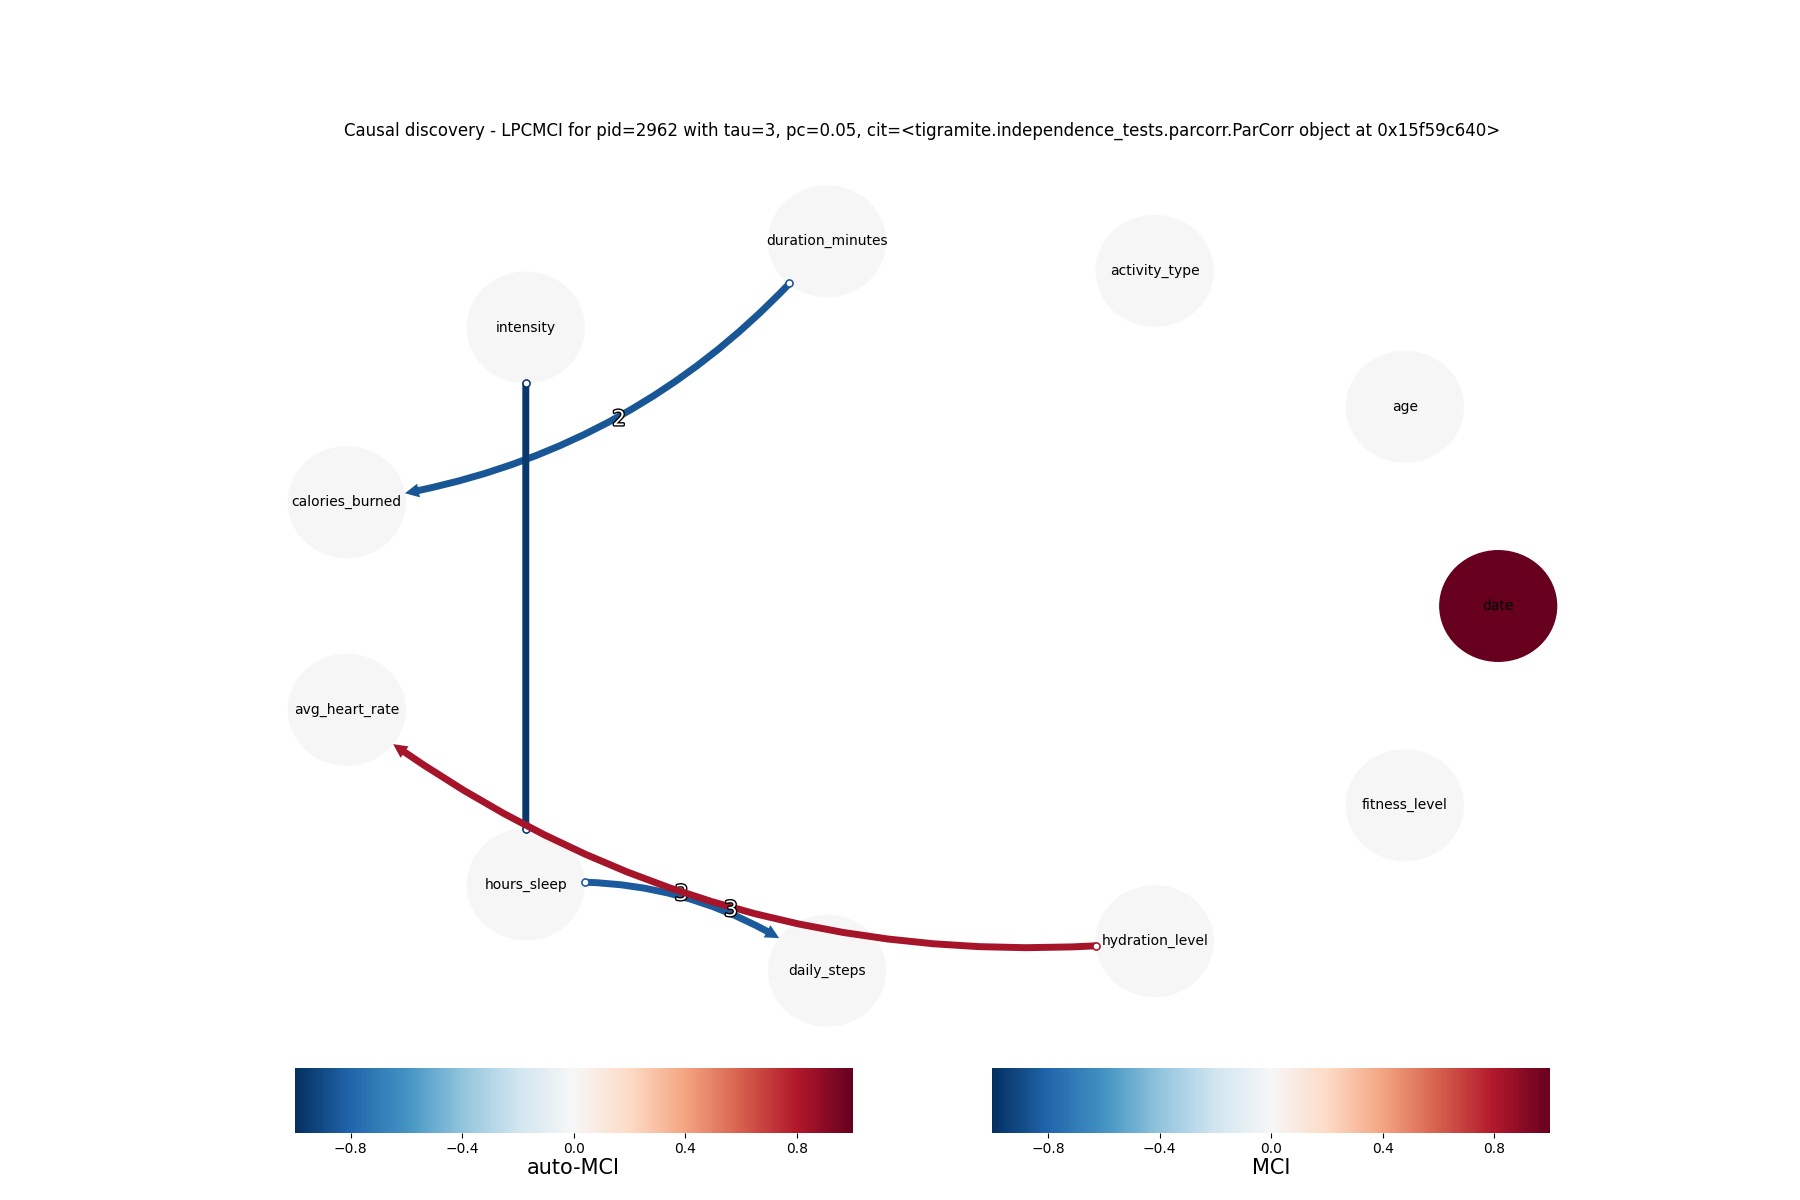 Causal discovery - LPCMCI for pid=2962 with tau=3, pc=0.05, cit=<tigramite.independence_tests.parcorr.ParCorr object at 0x15f59c640>
duration_minutes
activity_type
intensity
age
2
calories_burned
date
avg_heart_rate
fitness_level
hours_sleep
3
3
hydration_level
daily_steps
−0.8 −0.4 0.0 0.4 0.8
auto-MCI
−0.8 −0.4 0.0 0.4 0.8
MCI